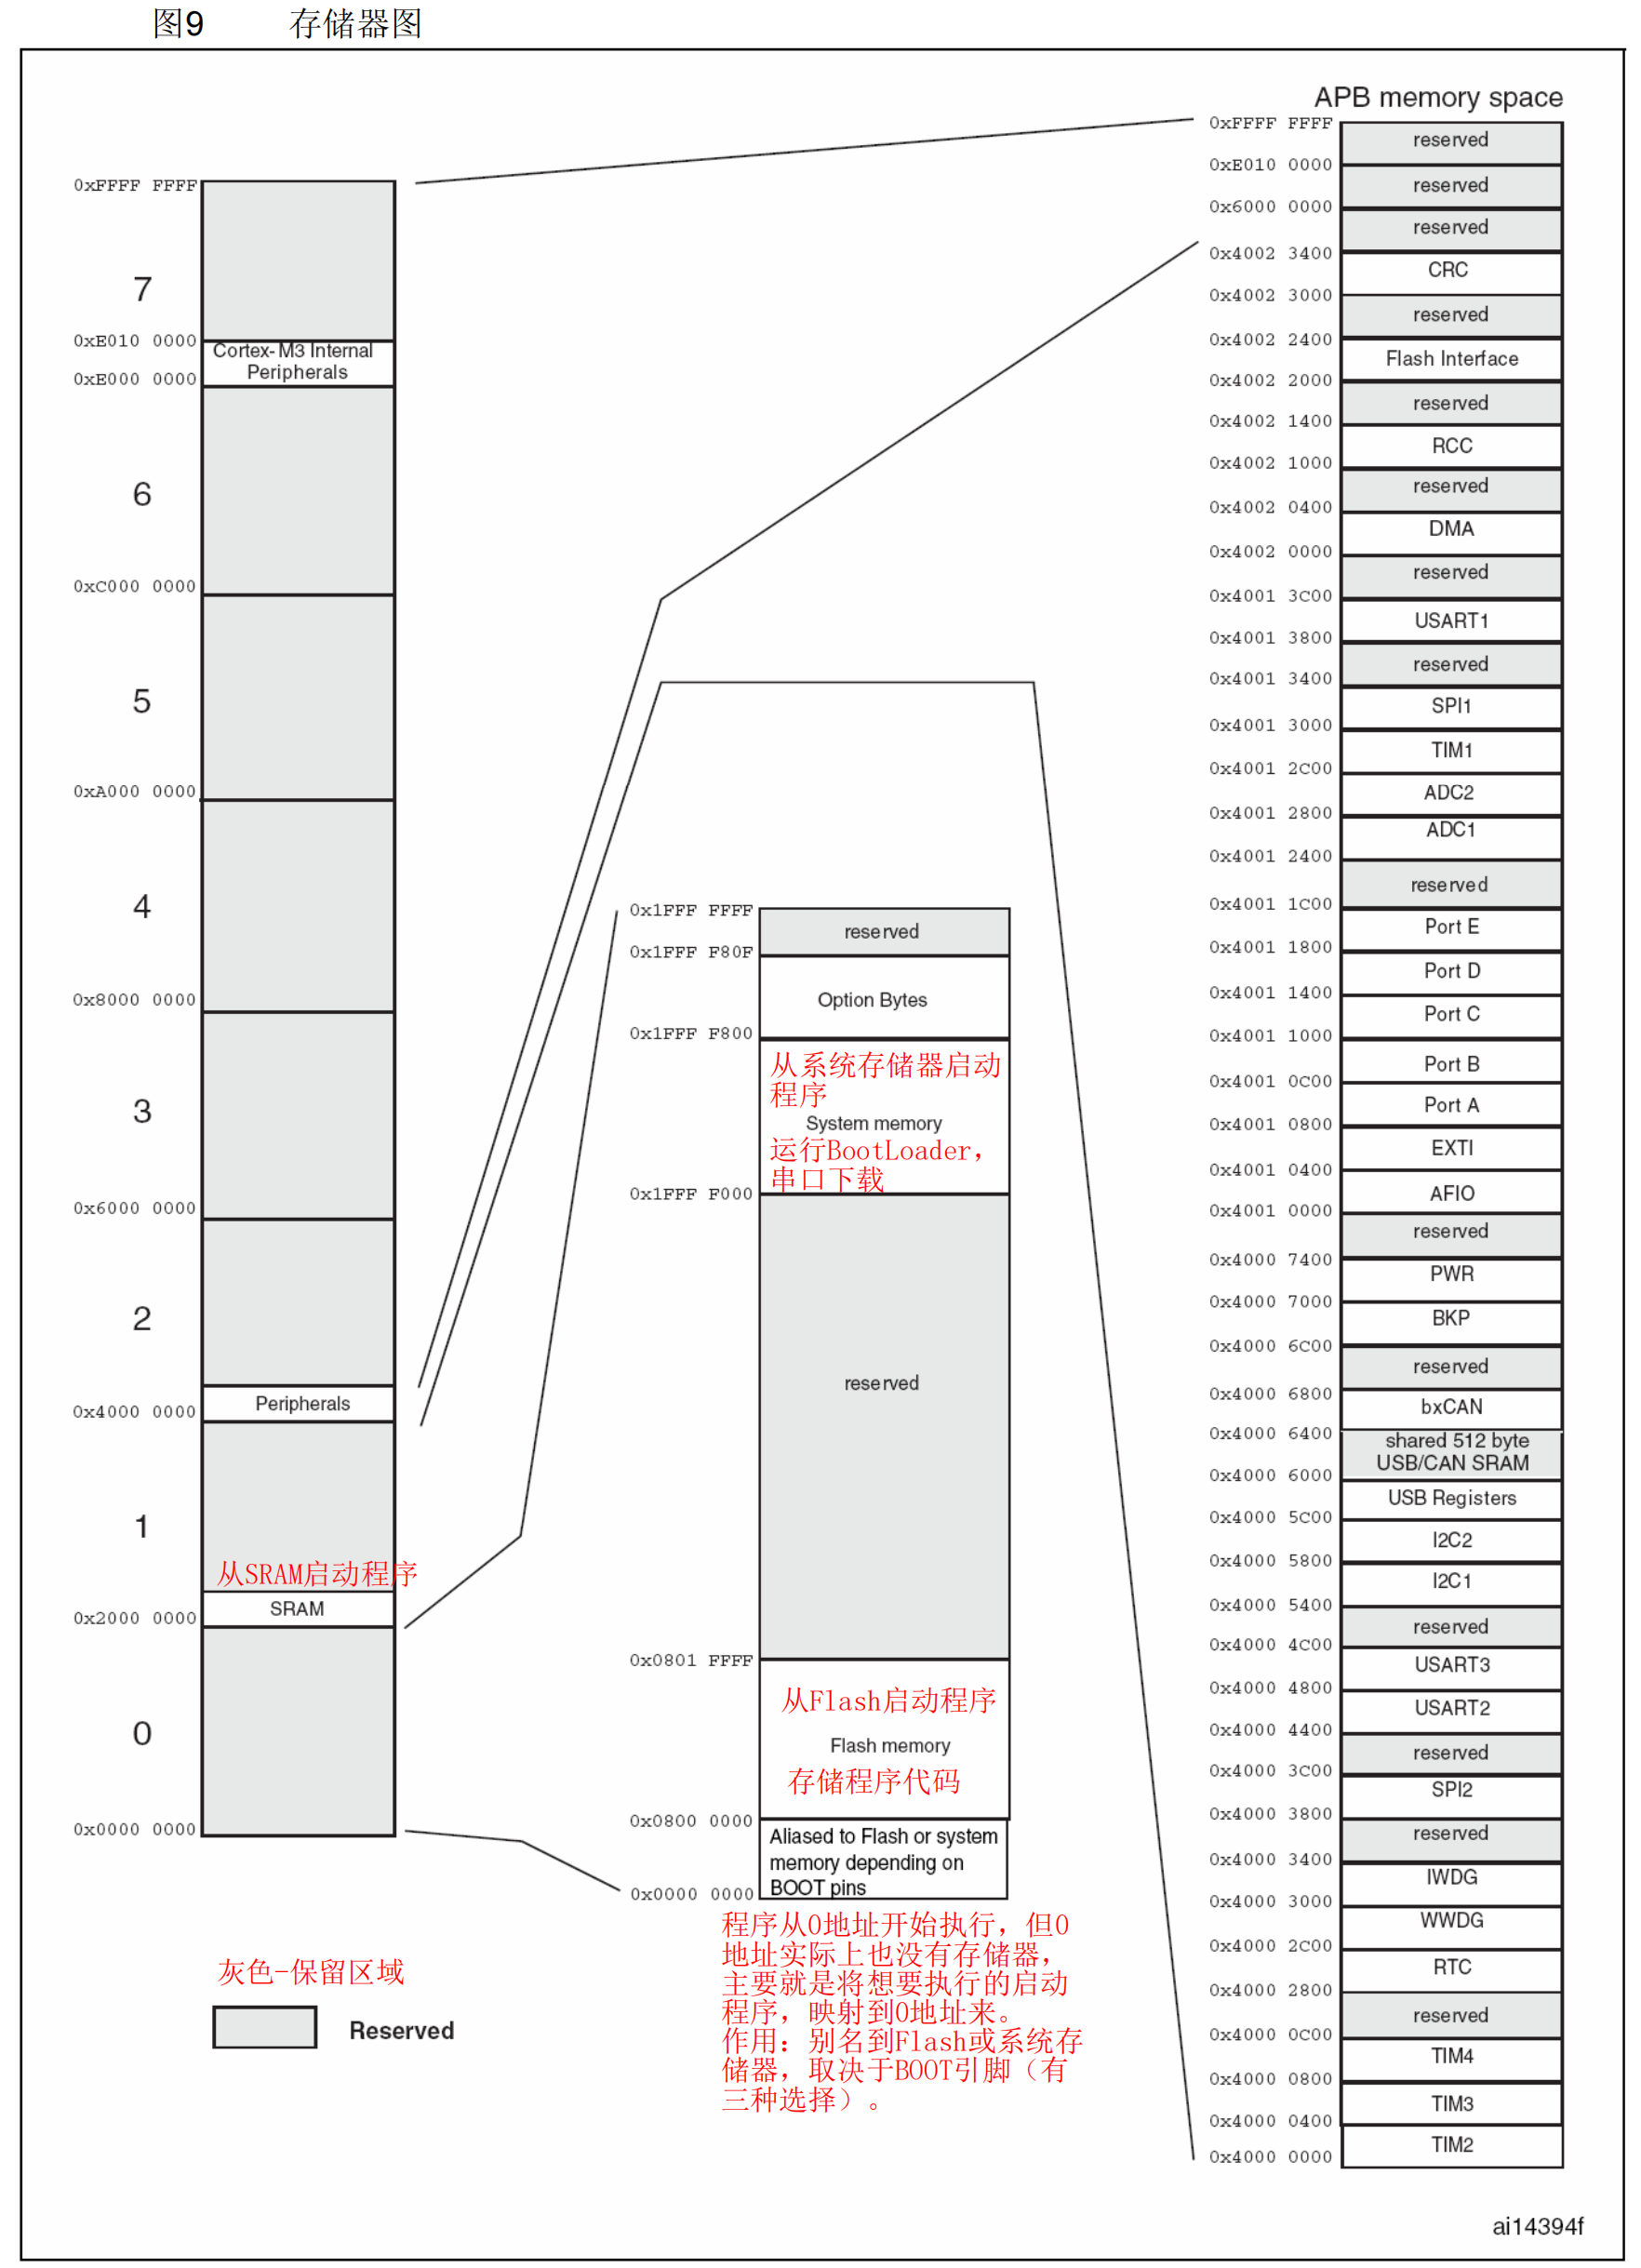 图9 存储器图
APB memory space
0xFFFF FFFF
7
0xE010 0000
Cortex-M3 Internal
Peripherals
0xE000 0000
6
0xC000 0000
5
0xA000 0000
4
0x8000 0000
3
0x6000 0000
2
Peripherals
0x4000 0000
1
从SRAM启动程序
SRAM
0x2000 0000
0
0x0000 0000
灰色-保留区域
Reserved
0x1FFF FFFF
reserved
0x1FFF F80F
Option Bytes
0x1FFF F800
从系统存储器启动
程序
System memory
运行BootLoader,
串口下载
0x1FFF F000
reserved
0x0801 FFFF
从Flash启动程序
Flash memory
存储程序代码
0x0800 0000
Aliased to Flash or system
memory depending on
BOOT pins
0x0000 0000
程序从0地址开始执行，但0
地址实际上也没有存储器，
主要就是将想要执行的启动
程序，映射到0地址来。
作用：别名到Flash或系统存
储器，取决于BOOT引脚（有
三种选择）。
0xFFFF FFFF
reserved
0xE010 0000
reserved
0x6000 0000
reserved
0x4002 3400
CRC
0x4002 3000
reserved
0x4002 2400
Flash Interface
0x4002 2000
reserved
0x4002 1400
RCC
0x4002 1000
reserved
0x4002 0400
DMA
0x4002 0000
reserved
0x4001 3C00
USART1
0x4001 3800
reserved
0x4001 3400
SPI1
0x4001 3000
TIM1
0x4001 2C00
ADC2
0x4001 2800
ADC1
0x4001 2400
reserved
0x4001 1C00
Port E
0x4001 1800
Port D
0x4001 1400
Port C
0x4001 1000
Port B
0x4001 0C00
Port A
0x4001 0800
EXTI
0x4001 0400
AFIO
0x4001 0000
reserved
0x4000 7400
PWR
0x4000 7000
BKP
0x4000 6C00
reserved
0x4000 6800
bxCAN
0x4000 6400
shared 512 byte
USB/CAN SRAM
0x4000 6000
USB Registers
0x4000 5C00
I2C2
0x4000 5800
I2C1
0x4000 5400
reserved
0x4000 4C00
USART3
0x4000 4800
USART2
0x4000 4400
reserved
0x4000 3C00
SPI2
0x4000 3800
reserved
0x4000 3400
IWDG
0x4000 3000
WWDG
0x4000 2C00
RTC
0x4000 2800
reserved
0x4000 0C00
TIM4
0x4000 0800
TIM3
0x4000 0400
TIM2
0x4000 0000
ai14394f